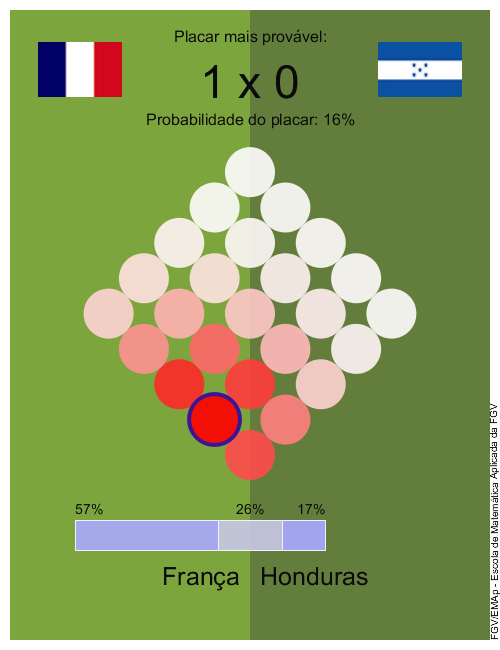 Placar mais provável:
1 x 0
Probabilidade do placar: 16%
57% 26% 17%
França Honduras
FGV/EMAp - Escola de Matemática Aplicada da FGV